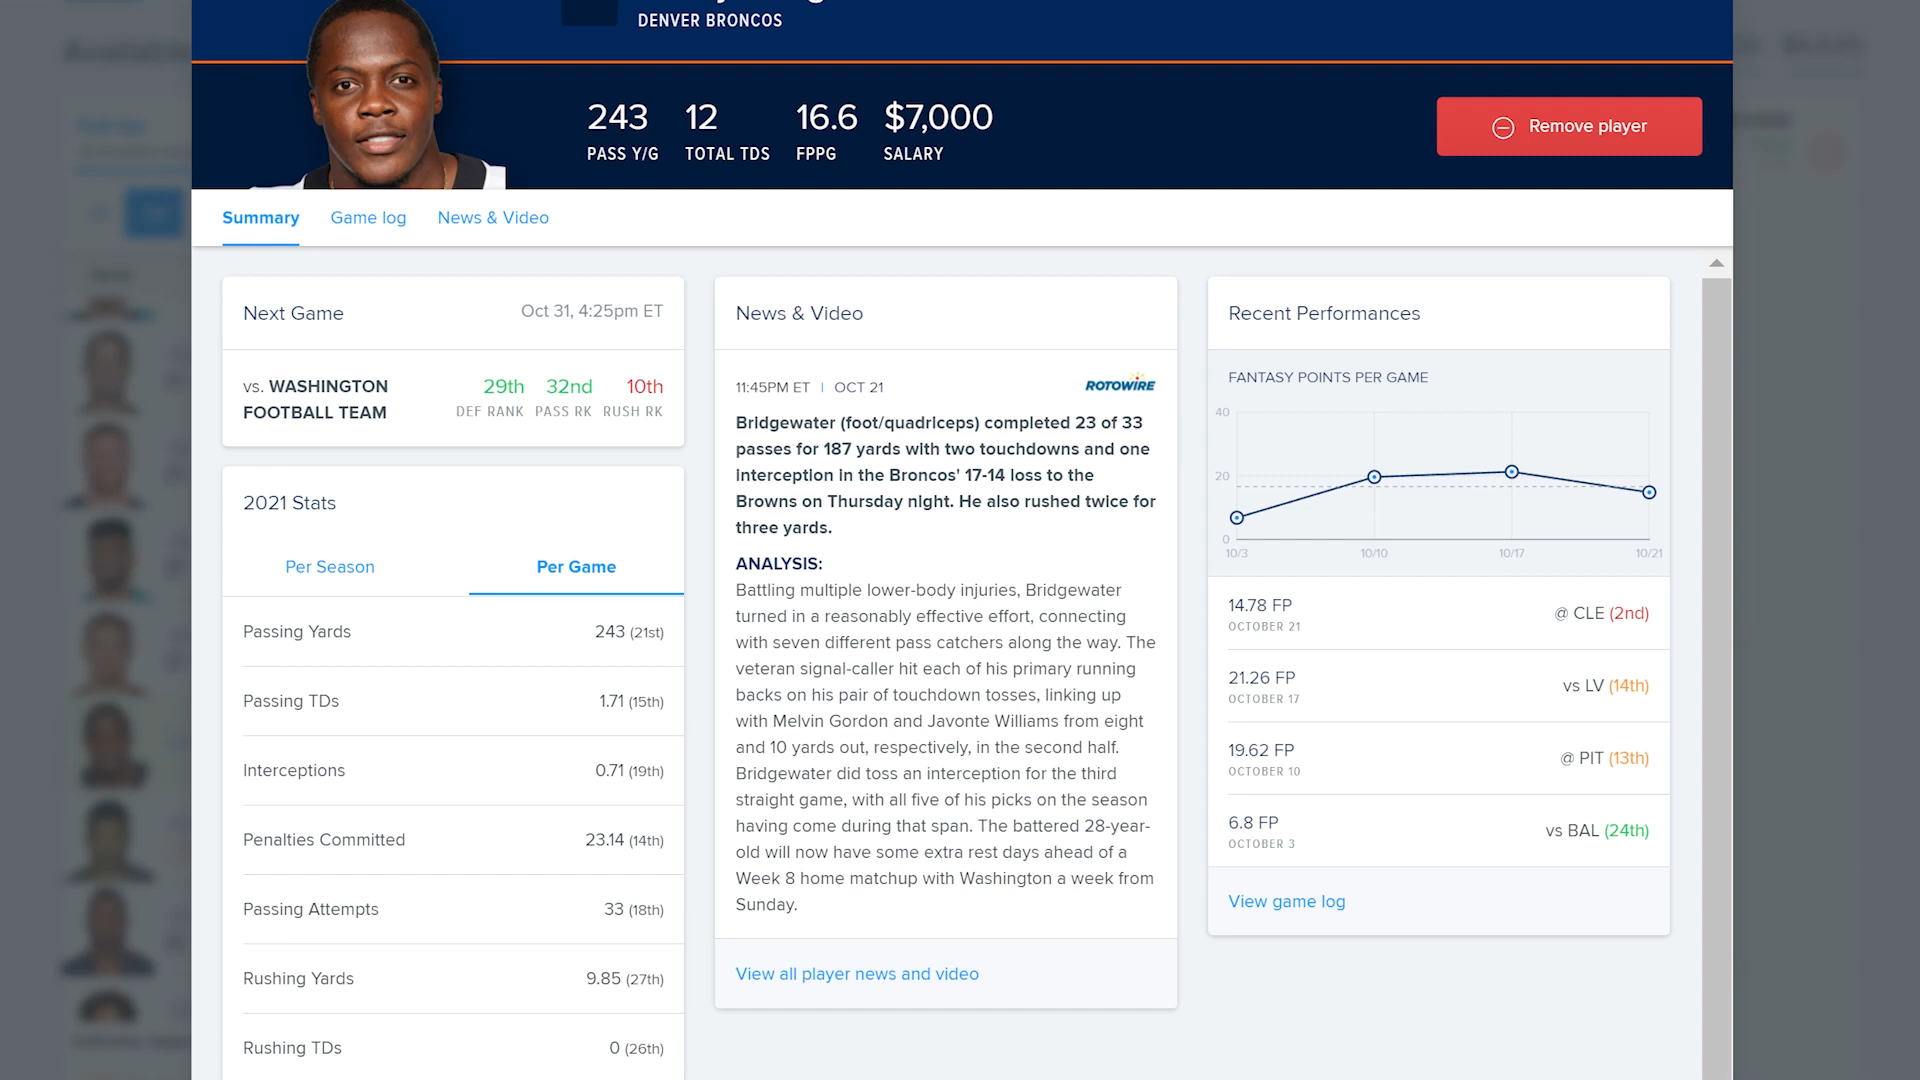 DENVER BRONCOS
243 12 16.6 $7,000
PASS Y/G TOTAL TDS FPPG SALARY
Remove player
Summary Game log News & Video
Next Game Oct 31, 4:25pm ET
vs. WASHINGTON
FOOTBALL TEAM
29th 32nd 10th
DEF RANK PASS RK RUSH RK
2021 Stats
Per Season Per Game
Passing Yards 243 (21st)
Passing TDs 1.71 (15th)
Interceptions 0.71 (19th)
Penalties Committed 23.14 (14th)
Passing Attempts 33 (18th)
Rushing Yards 9.85 (27th)
Rushing TDs 0 (26th)
News & Video
11:45PM ET | OCT 21
ROTOWIRE
Bridgewater (foot/quadriceps) completed 23 of 33
passes for 187 yards with two touchdowns and one
interception in the Broncos' 17-14 loss to the
Browns on Thursday night. He also rushed twice for
three yards.
ANALYSIS:
Battling multiple lower-body injuries, Bridgewater
turned in a reasonably effective effort, connecting
with seven different pass catchers along the way. The
veteran signal-caller hit each of his primary running
backs on his pair of touchdown tosses, linking up
with Melvin Gordon and Javonte Williams from eight
and 10 yards out, respectively, in the second half.
Bridgewater did toss an interception for the third
straight game, with all five of his picks on the season
having come during that span. The battered 28-year-
old will now have some extra rest days ahead of a
Week 8 home matchup with Washington a week from
Sunday.
View all player news and video
Recent Performances
FANTASY POINTS PER GAME
40
20
0
10/3 10/10 10/17 10/21
14.78 FP @ CLE (2nd)
OCTOBER 21
21.26 FP vs LV (14th)
OCTOBER 17
19.62 FP @ PIT (13th)
OCTOBER 10
6.8 FP vs BAL (24th)
OCTOBER 3
View game log